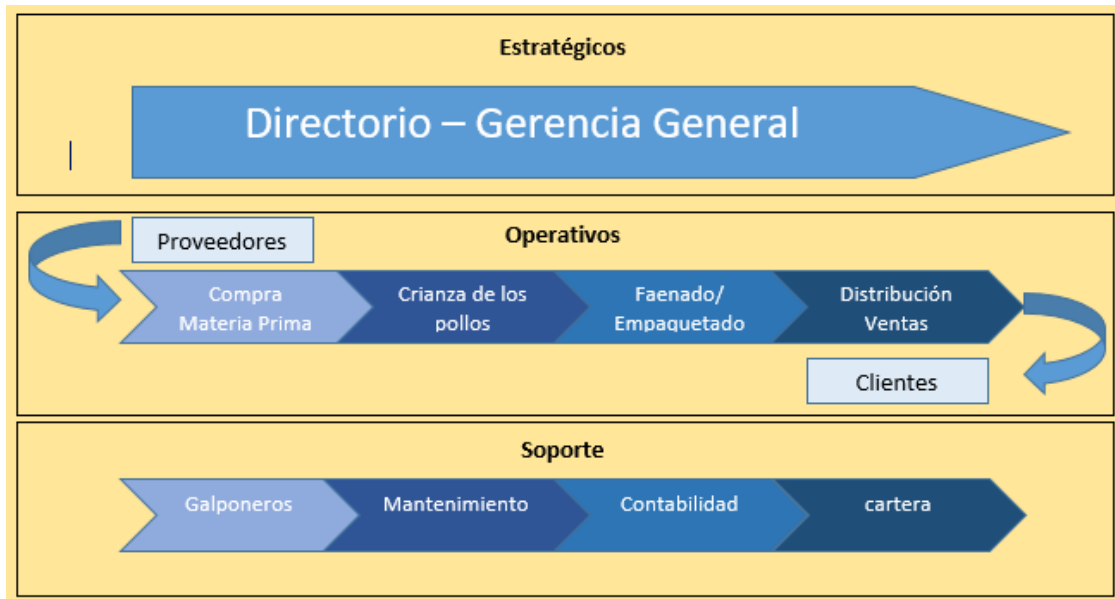 Estratégicos
Directorio – Gerencia General
Proveedores
Operativos
Compra
Materia Prima
Crianza de los
pollos
Faenado/
Empaquetado
Distribución
Ventas
Clientes
Soporte
Galponeros
Mantenimiento
Contabilidad
cartera